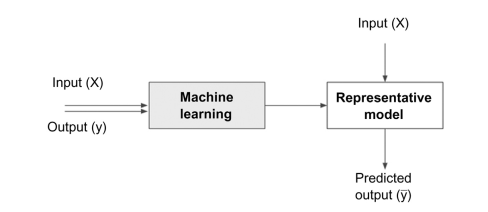 Input (X)
Input (X)
Output (y)
Machine
learning
Representative
model
Predicted
output (y̅)